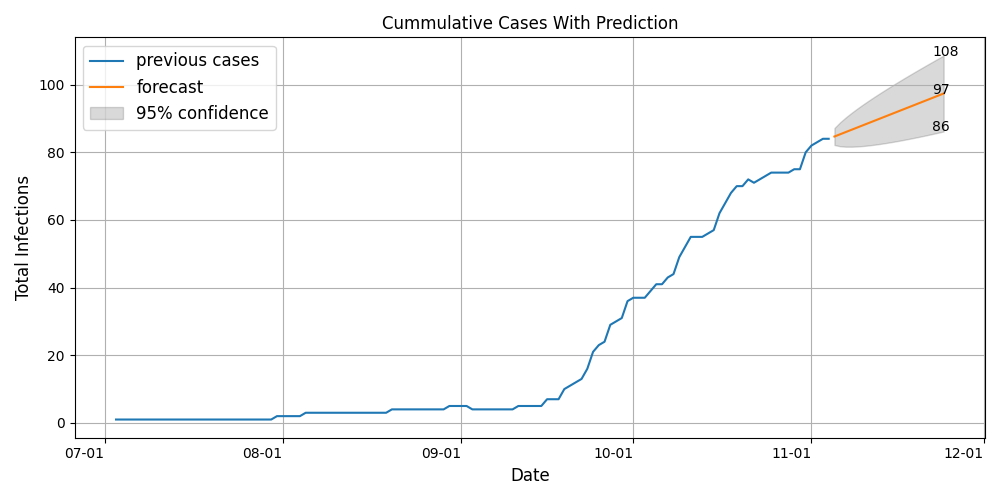 Cummulative Cases With Prediction
previous cases
forecast
95% confidence
108
97
86
Total Infections
100
80
60
40
20
0
07-01
08-01
09-01
10-01
11-01
12-01
Date